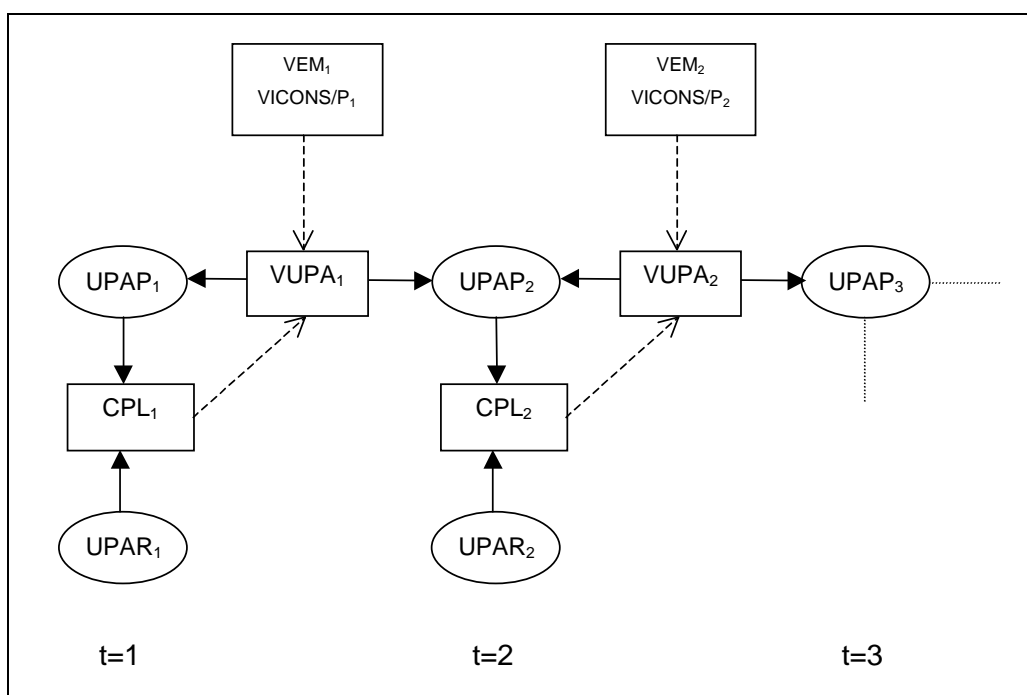 VEM₁
VICONS/P₁
VEM₂
VICONS/P₂
UPAP₁
VUPA₁
UPAP₂
VUPA₂
UPAP₃
CPL₁
CPL₂
UPAR₁
UPAR₂
t=1
t=2
t=3